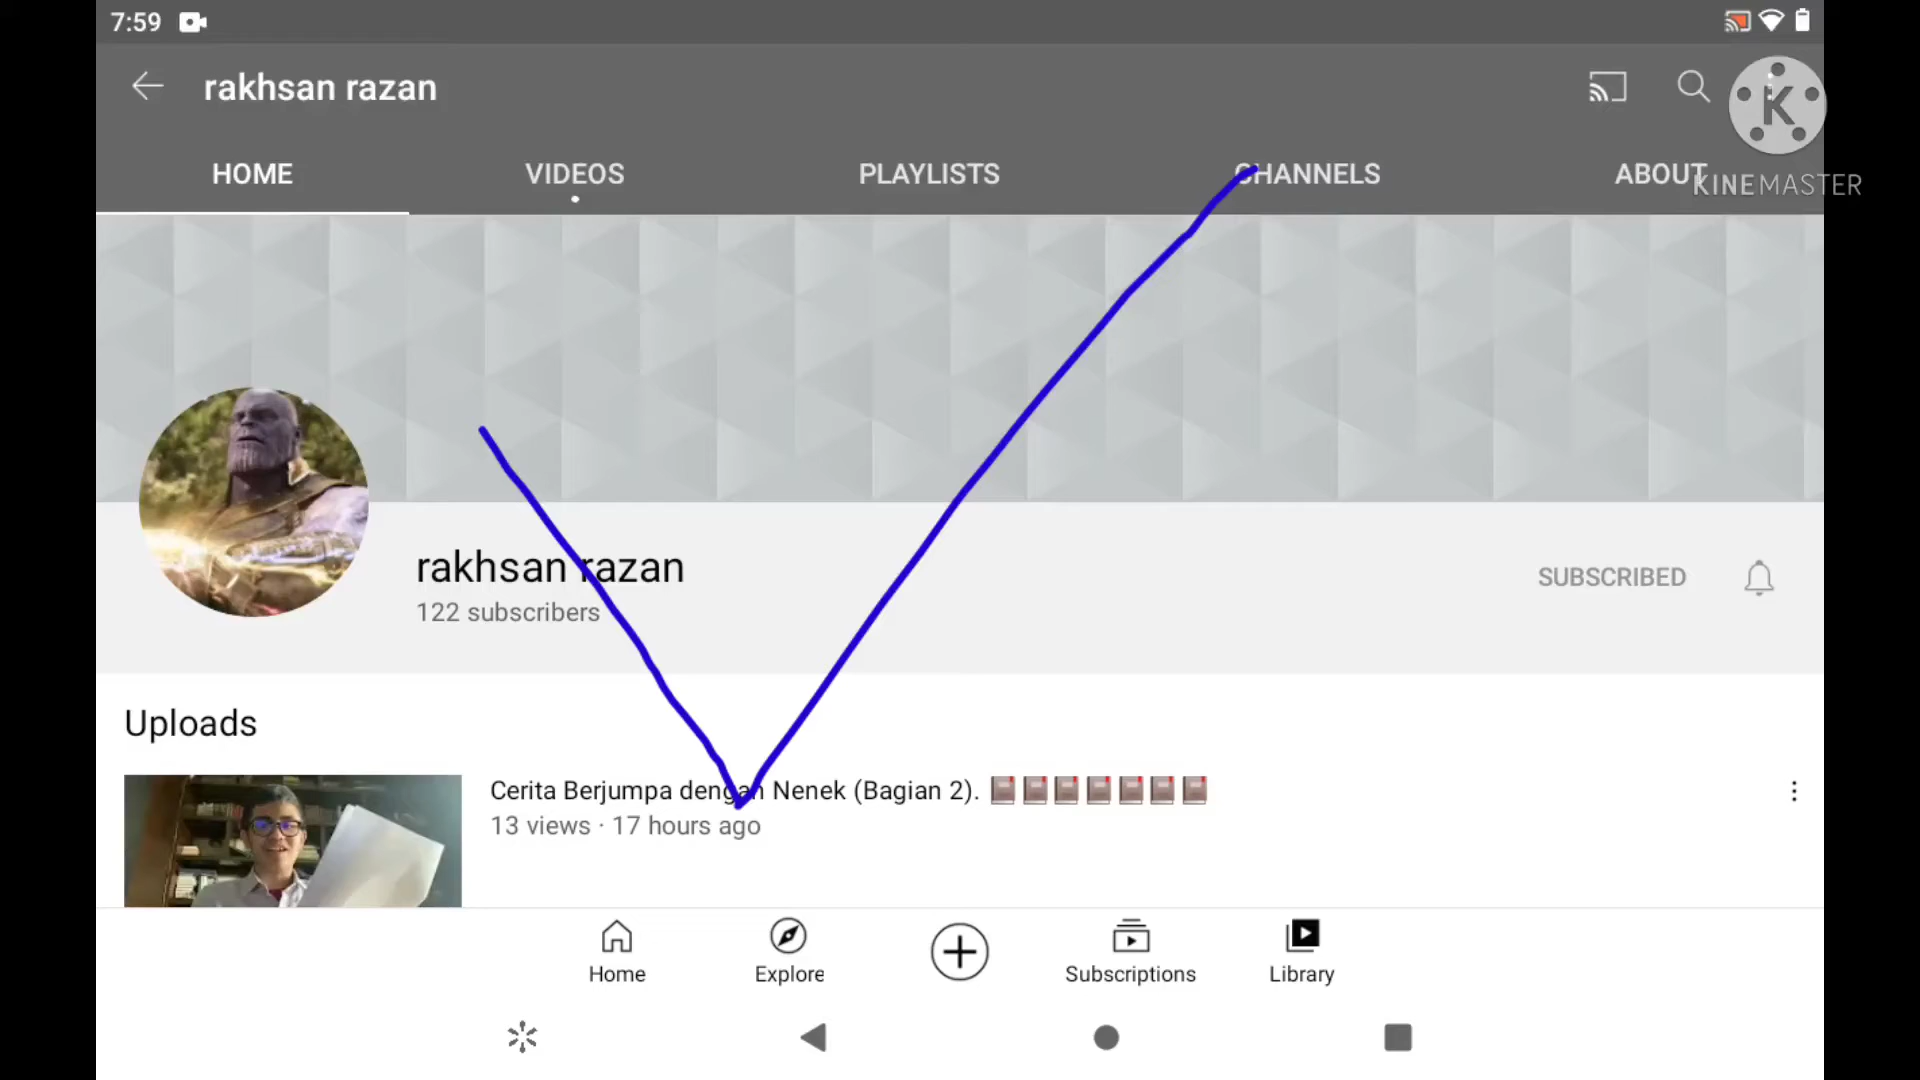 7:59
rakhsan razan
K
KINEMASTER
HOME VIDEOS PLAYLISTS CHANNELS ABOUT
rakhsan razan
122 subscribers
SUBSCRIBED
Uploads
Cerita Berjumpa dengan Nenek (Bagian 2). 📔📔📔📔📔📔📔
13 views · 17 hours ago
Home Explore Subscriptions Library